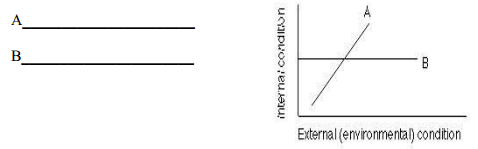 A
B
A
B
Internal condition
External (environmental) condition